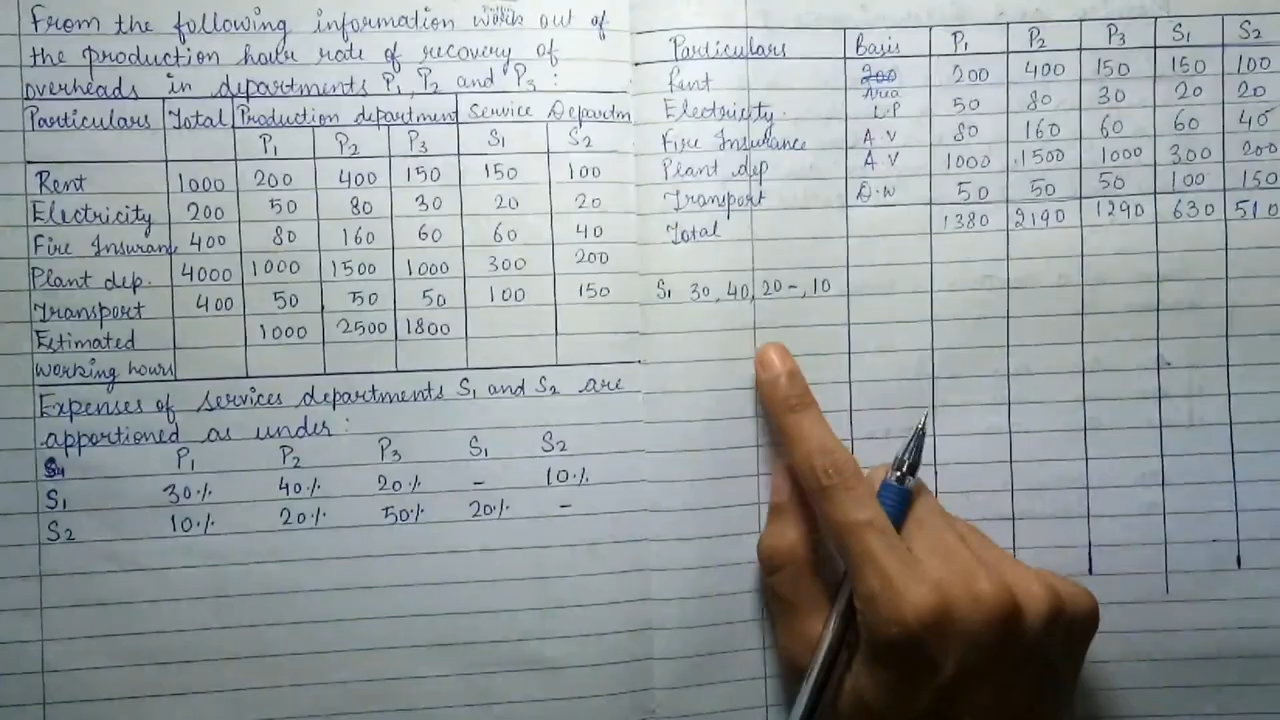 From the following information work out of
the production hour rate of recovery of
overheads in departments P1, P2 and P3 :
Particulars Total Production department Service Departm
P1 P2 P3 S1 S2
Rent 1000 200 400 150 150 100
Electricity 200 50 80 30 20 20
Fire Insuranc 400 80 160 60 60 40
Plant dep. 4000 1000 1500 1000 300 200
Transport 400 50 50 50 100 150
Estimated 1000 2500 1800
working hours
Expenses of services departments S1 and S2 are
apportioned as under :
P1 P2 P3 S1 S2
S1 30% 40% 20% - 10%
S2 10% 20% 50% 20% -
Particulars Basis P1 P2 P3 S1 S2
Rent Area 200 400 150 150 100
Electricity. L.P 50 80 30 20 20
Fire Insurance A.V 80 160 60 60 40
Plant dep A.V 1000 1500 1000 300 200
Transport D.W 50 50 50 100 150
Total 1380 2190 1290 630 510
S1 30, 40, 20 -, 10